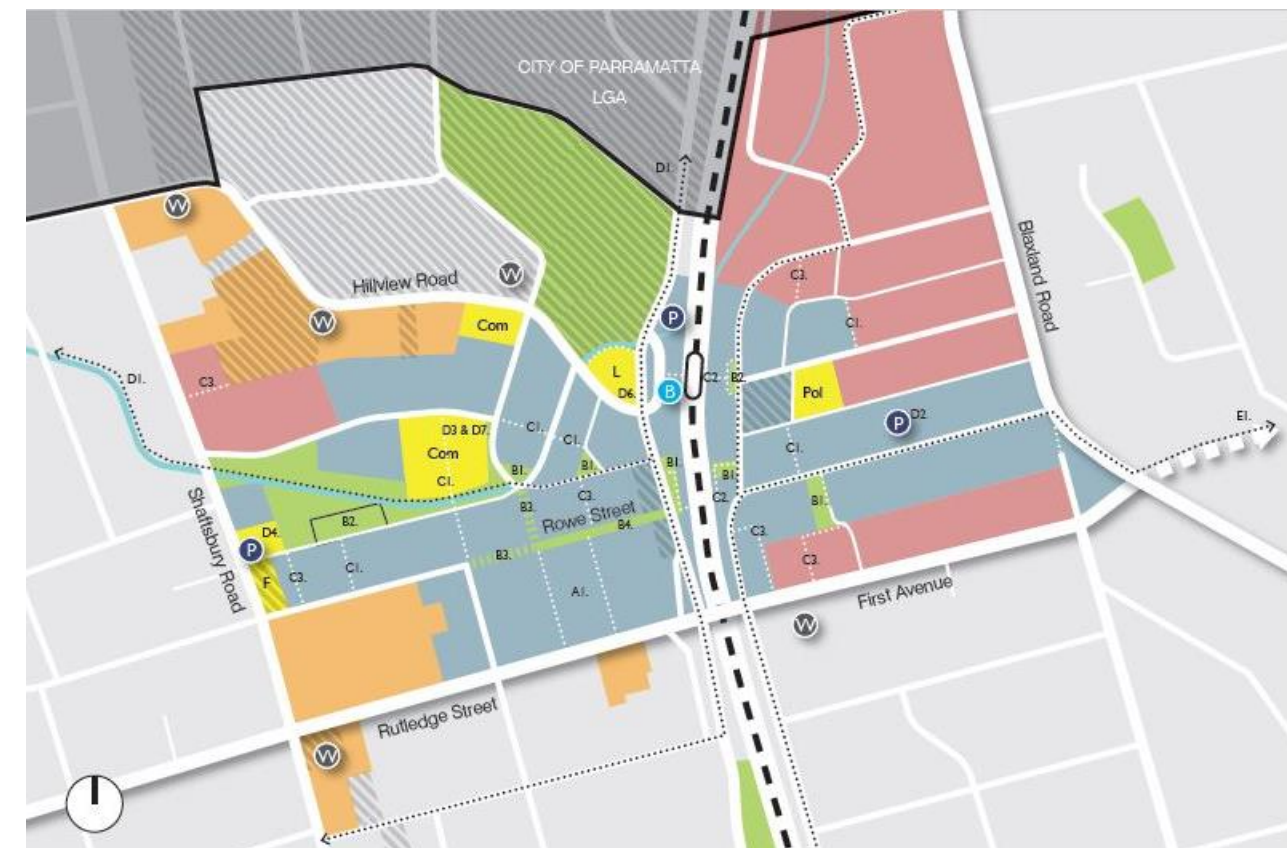 CITY OF PARRAMATTA
LGA
D1.
W
Blaxland Road
W
Hillview Road
C3.
P
W
Com
C1.
L
D6.
B
C2.
B2.
Pol
D1.
C3.
P
D2.
E1.
D3 & D7.
Com
C1.
C1.
C1.
C1.
B1.
B1.
B1.
B1.
C2.
B1.
Shaftsbury Road
D4.
B2.
B3.
C3.
Rowe Street
B4.
C3.
P
F
C3.
C1.
B3.
A1.
C3.
First Avenue
W
Rutledge Street
W